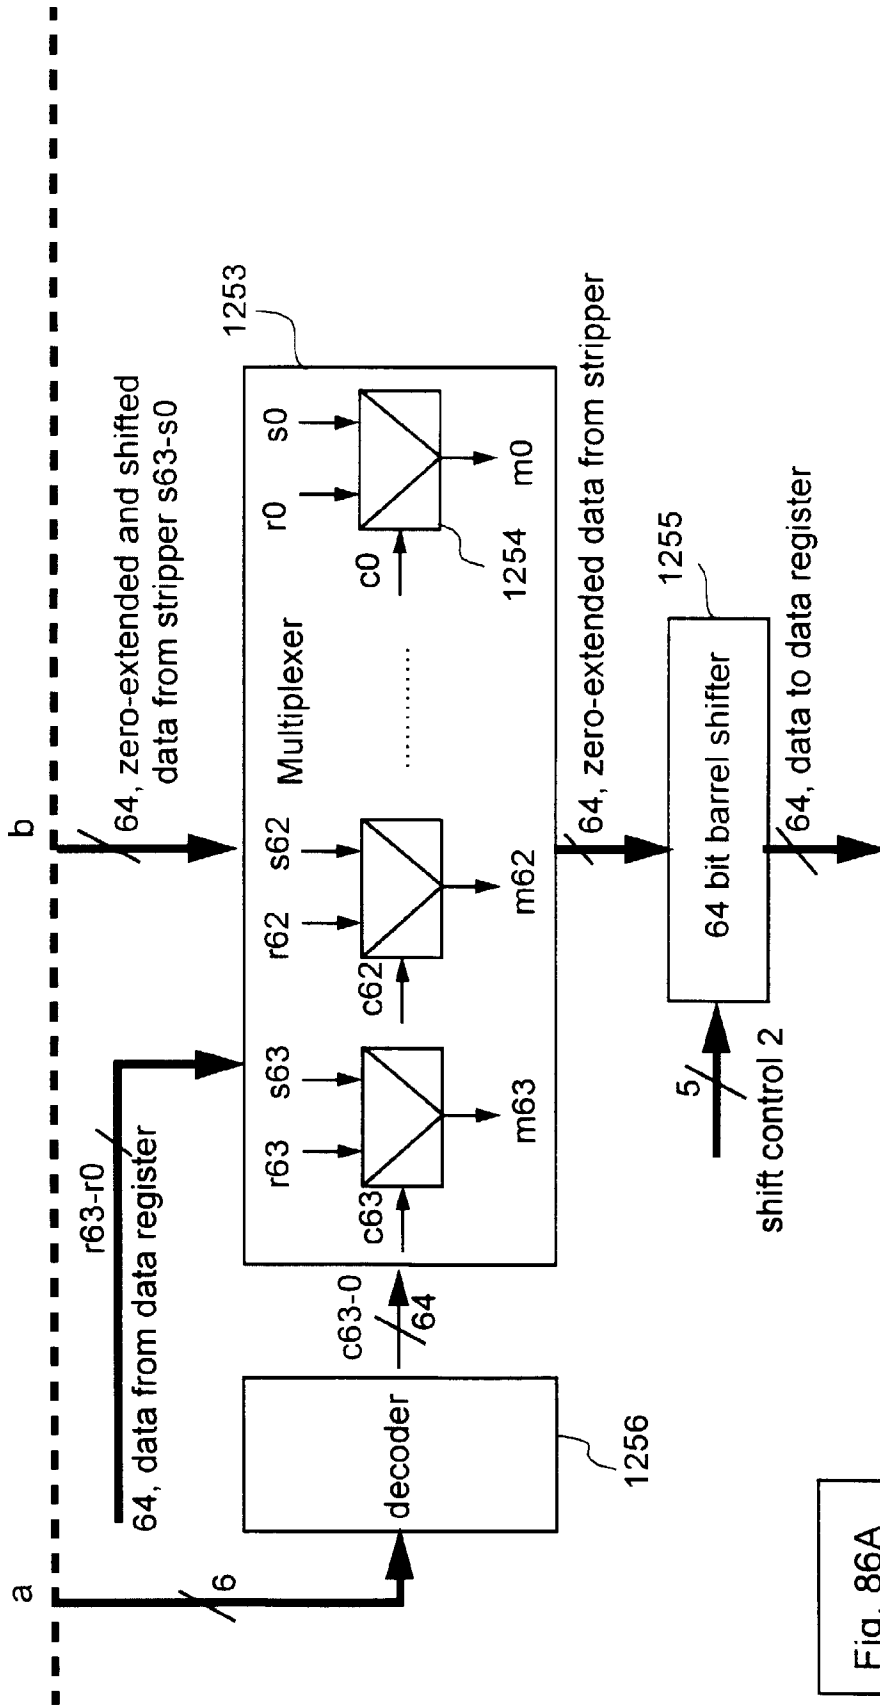 a
b
6
r63-r0
64, data from data register
64, zero-extended and shifted
data from stripper s63-s0
1253
decoder
1256
c63-0
64
Multiplexer
r63
s63
c63
m63
r62
s62
c62
m62
..........
r0
s0
c0
m0
1254
64, zero-extended data from stripper
1255
64 bit barrel shifter
5
shift control 2
64, data to data register
Fig. 86A